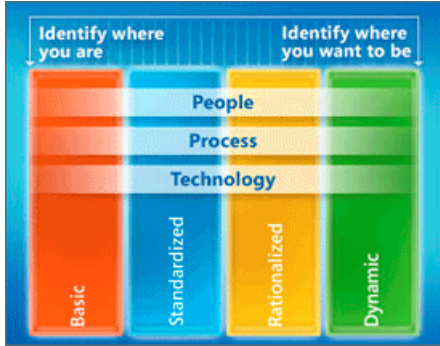 Identify where
you are
Identify where
you want to be
People
Process
Technology
Basic
Standardized
Rationalized
Dynamic